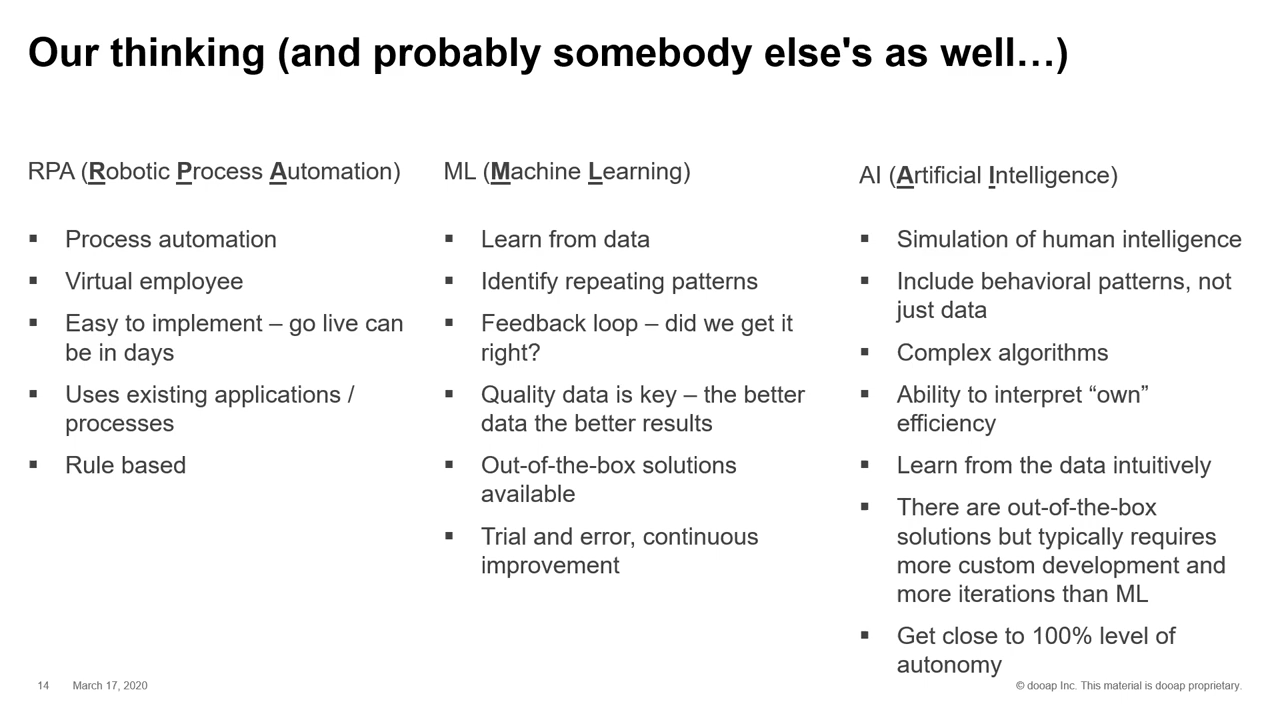 Our thinking (and probably somebody else's as well…)
RPA (Robotic Process Automation)
▪ Process automation
▪ Virtual employee
▪ Easy to implement – go live can
be in days
▪ Uses existing applications /
processes
▪ Rule based
ML (Machine Learning)
▪ Learn from data
▪ Identify repeating patterns
▪ Feedback loop – did we get it
right?
▪ Quality data is key – the better
data the better results
▪ Out-of-the-box solutions
available
▪ Trial and error, continuous
improvement
AI (Artificial Intelligence)
▪ Simulation of human intelligence
▪ Include behavioral patterns, not
just data
▪ Complex algorithms
▪ Ability to interpret “own”
efficiency
▪ Learn from the data intuitively
▪ There are out-of-the-box
solutions but typically requires
more custom development and
more iterations than ML
▪ Get close to 100% level of
autonomy
14 March 17, 2020
© dooap Inc. This material is dooap proprietary.